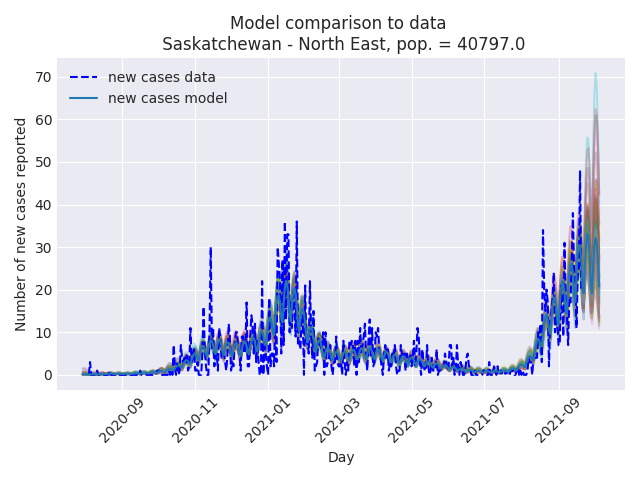 Model comparison to data
Saskatchewan - North East, pop. = 40797.0
new cases data
new cases model
Number of new cases reported
70
60
50
40
30
20
10
0
2020-09
2020-11
2021-01
2021-03
2021-05
2021-07
2021-09
Day